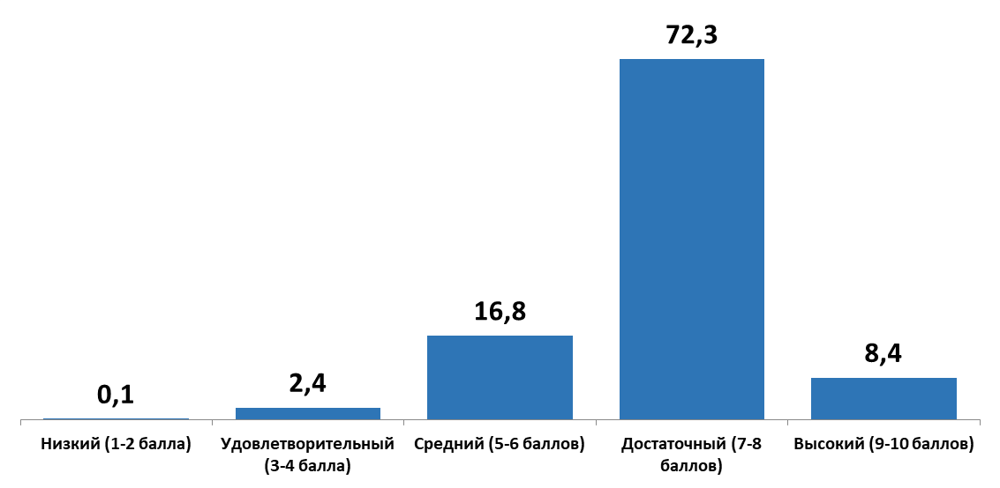 72,3
16,8
8,4
2,4
0,1
Низкий (1-2 балла)
Удовлетворительный
(3-4 балла)
Средний (5-6 баллов)
Достаточный (7-8
баллов)
Высокий (9-10 баллов)